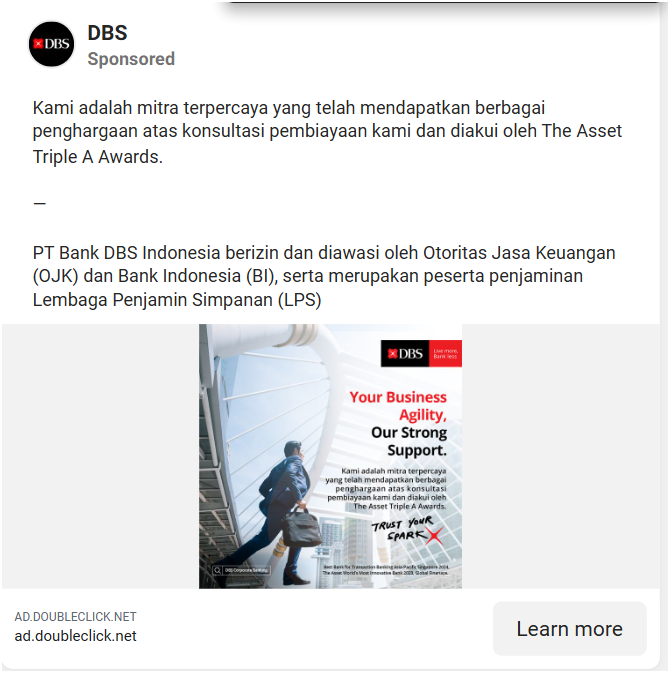 DBS
DBS
Sponsored
Kami adalah mitra terpercaya yang telah mendapatkan berbagai
penghargaan atas konsultasi pembiayaan kami dan diakui oleh The Asset
Triple A Awards.
—
PT Bank DBS Indonesia berizin dan diawasi oleh Otoritas Jasa Keuangan
(OJK) dan Bank Indonesia (BI), serta merupakan peserta penjaminan
Lembaga Penjamin Simpanan (LPS)
DBS
Live more,
Bank less
Your Business
Agility,
Our Strong
Support.
Kami adalah mitra terpercaya
yang telah mendapatkan berbagai
penghargaan atas konsultasi
pembiayaan kami dan diakui oleh
The Asset Triple A Awards.
TRUST YOUR
SPARK
DBS Corporate Banking
Best Bank for Transaction Banking Asia-Pacific Singapore 2024,
The Asset World's Most Innovative Bank 2023, Global Finance.
AD.DOUBLECLICK.NET
ad.doubleclick.net
Learn more